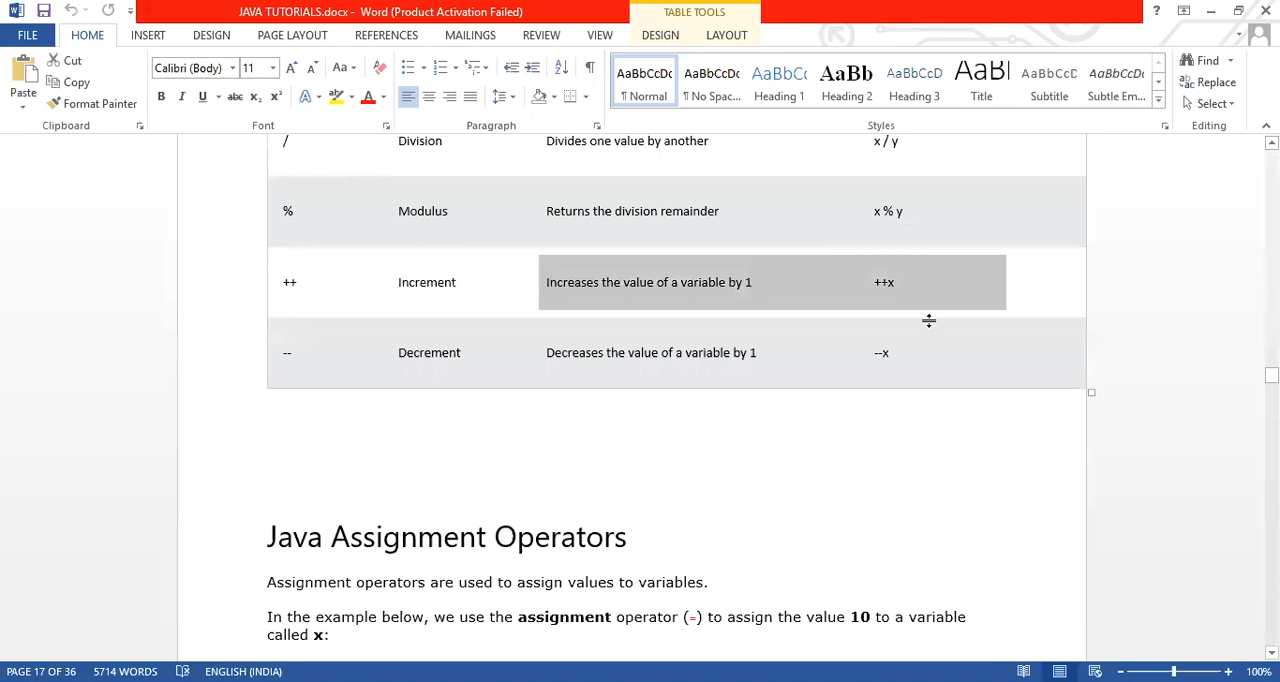 JAVA TUTORIALS.docx - Word (Product Activation Failed)
TABLE TOOLS
?
FILE HOME INSERT DESIGN PAGE LAYOUT REFERENCES MAILINGS REVIEW VIEW DESIGN LAYOUT
Paste
Cut
Copy
Format Painter
Clipboard
Calibri (Body) 11
Font
Paragraph
AaBbCcDc AaBbCcDc AaBbCc AaBbCcD AaBb AaBbCcD AaBl AaBbCcD AaBbCcDc
¶ Normal ¶ No Spac... Heading 1 Heading 2 Heading 3 Title Subtitle Subtle Em...
Styles
Find
Replace
Select
Editing
/ Division Divides one value by another x / y
% Modulus Returns the division remainder x % y
++ Increment Increases the value of a variable by 1 ++x
-- Decrement Decreases the value of a variable by 1 --x
Java Assignment Operators
Assignment operators are used to assign values to variables.
In the example below, we use the assignment operator (=) to assign the value 10 to a variable
called x:
PAGE 17 OF 36 5714 WORDS ENGLISH (INDIA) 100%